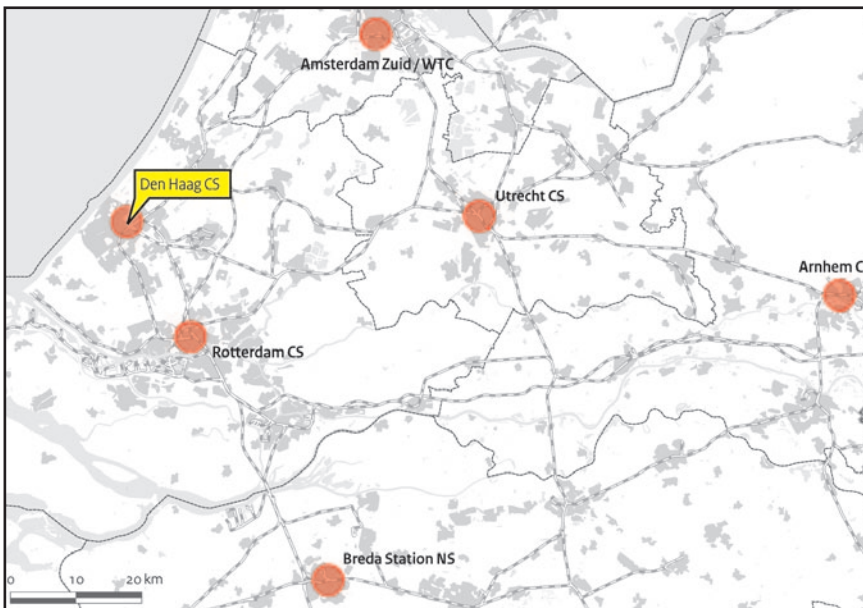 Amsterdam Zuid / WTC
Den Haag CS
Utrecht CS
Arnhem C
Rotterdam CS
Breda Station NS
0 10 20 km